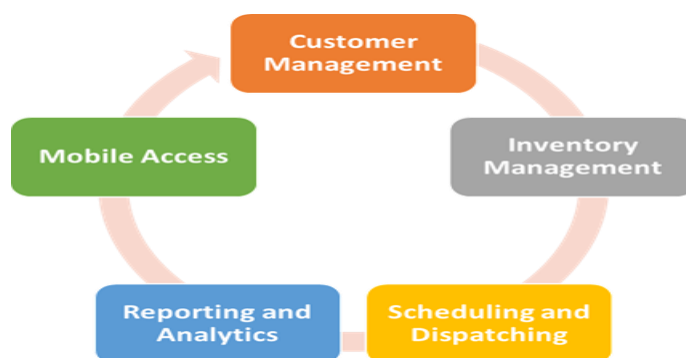 Customer
Management
Inventory
Management
Scheduling and
Dispatching
Reporting and
Analytics
Mobile Access